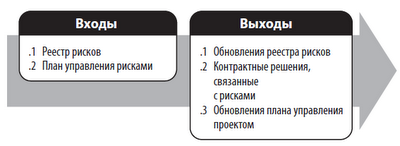 Входы
.1 Реестр рисков
.2 План управления рисками
Выходы
.1 Обновления реестра рисков
.2 Контрактные решения,
связанные
с рисками
.3 Обновления плана управления
проектом